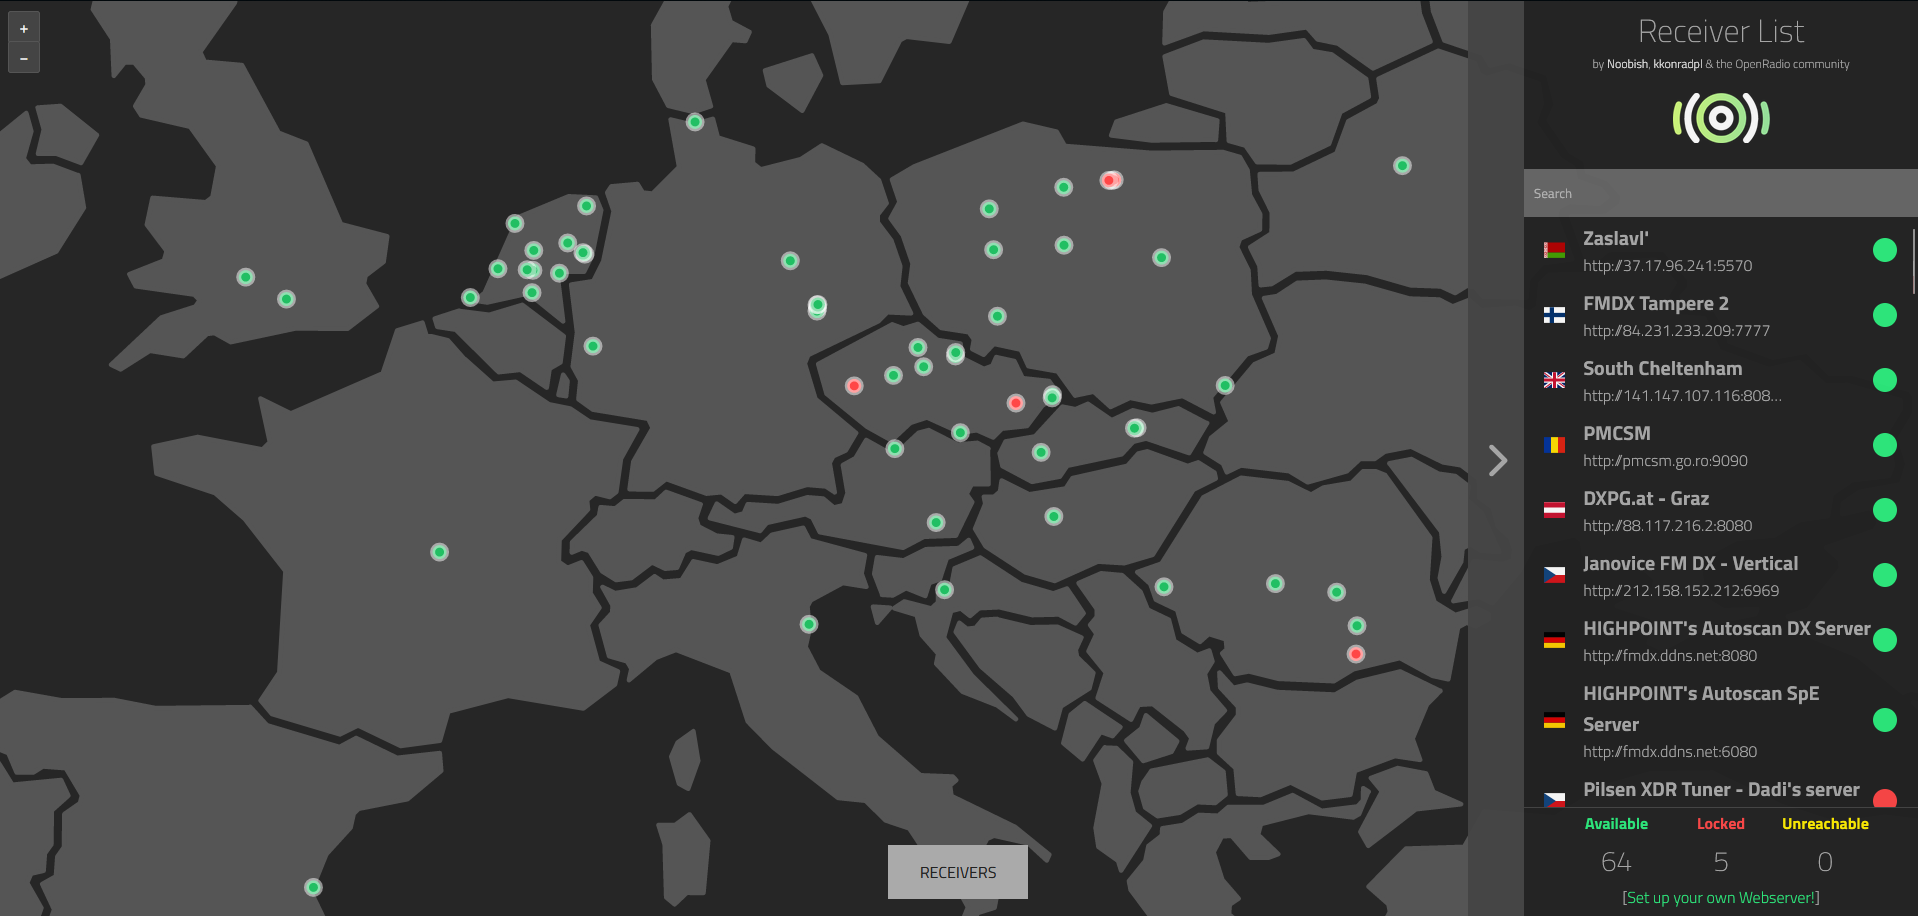 +
−
Receiver List
by Noobish, kkonradpl & the OpenRadio community
Search
Zaslavl'
http://37.17.96.241:5570
FMDX Tampere 2
http://84.231.233.209:7777
South Cheltenham
http://141.147.107.116:808...
PMCSM
http://pmcsm.go.ro:9090
DXPG.at - Graz
http://88.117.216.2:8080
Janovice FM DX - Vertical
http://212.158.152.212:6969
HIGHPOINT's Autoscan DX Server
http://fmdx.ddns.net:8080
HIGHPOINT's Autoscan SpE
Server
http://fmdx.ddns.net:6080
Pilsen XDR Tuner - Dadi's server
Available Locked Unreachable
64 5 0
[Set up your own Webserver!]
RECEIVERS